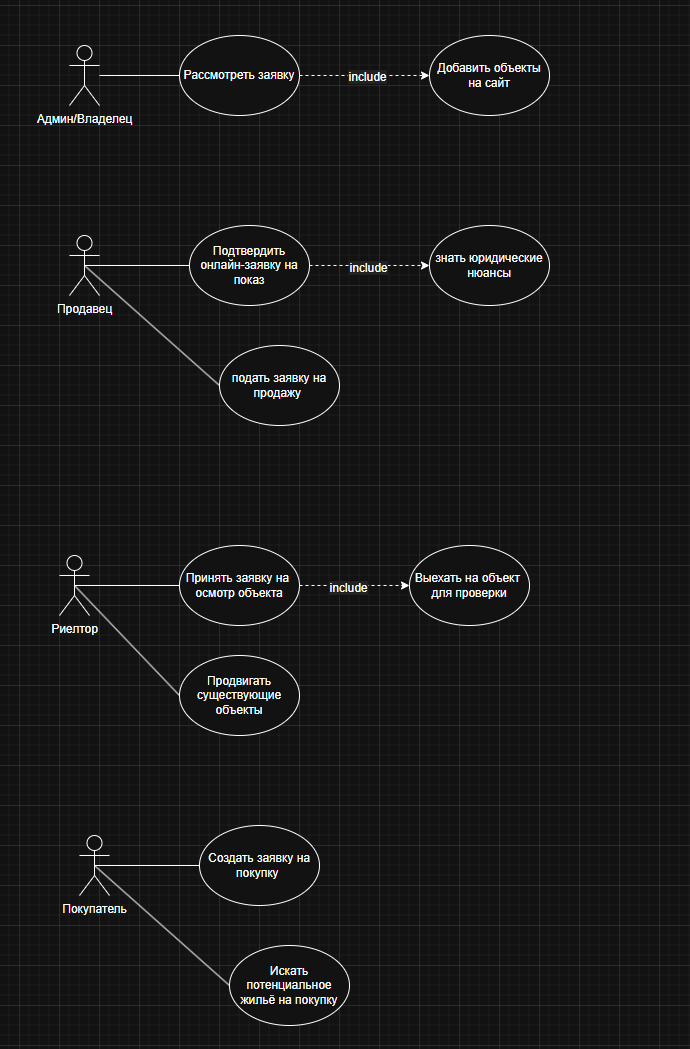 Рассмотреть заявку
include
Добавить объекты
на сайт
Админ/Владелец
Подтвердить
онлайн-заявку на
показ
include
знать юридические
нюансы
Продавец
подать заявку на
продажу
Принять заявку на
осмотр объекта
include
Выехать на объект
для проверки
Риелтор
Продвигать
существующие
объекты
Создать заявку на
покупку
Покупатель
Искать
потенциальное
жильё на покупку